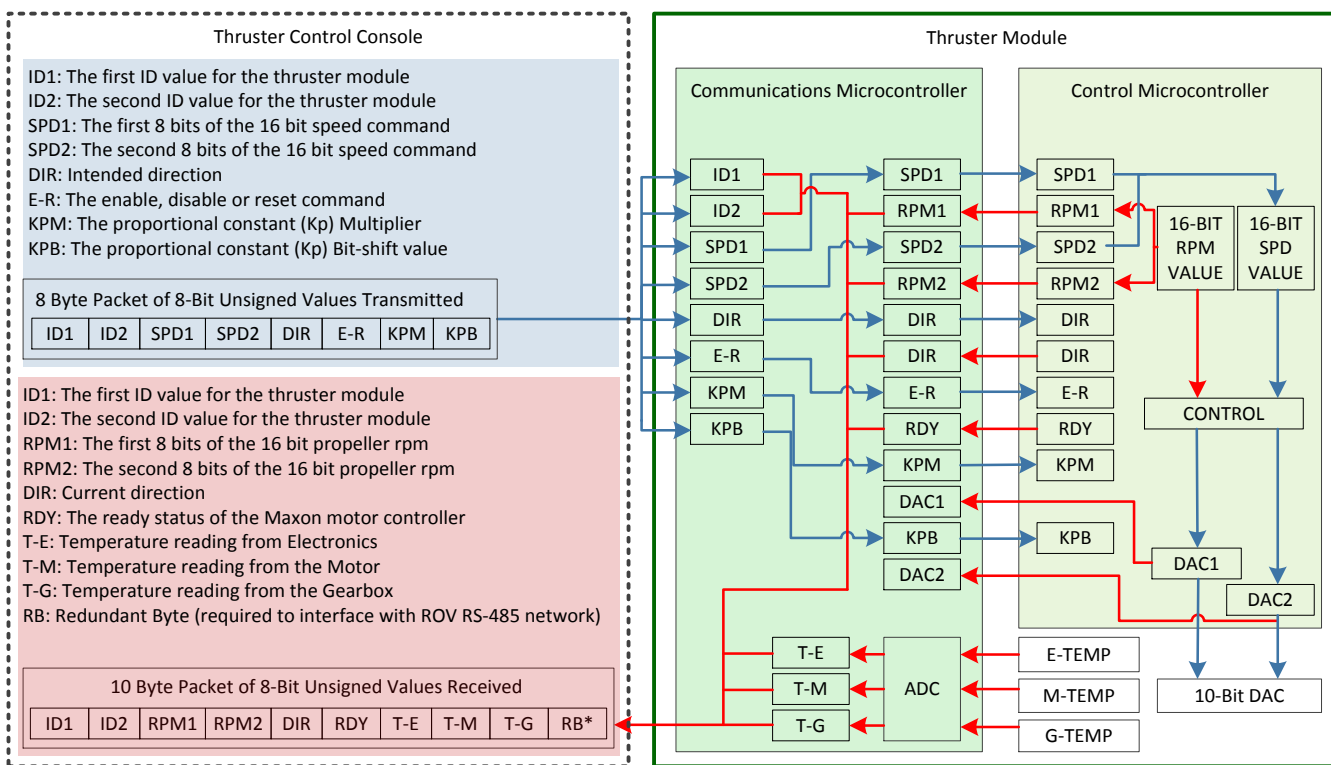 Thruster Control Console
ID1: The first ID value for the thruster module
ID2: The second ID value for the thruster module
SPD1: The first 8 bits of the 16 bit speed command
SPD2: The second 8 bits of the 16 bit speed command
DIR: Intended direction
E-R: The enable, disable or reset command
KPM: The proportional constant (Kp) Multiplier
KPB: The proportional constant (Kp) Bit-shift value
8 Byte Packet of 8-Bit Unsigned Values Transmitted
ID1 ID2 SPD1 SPD2 DIR E-R KPM KPB
ID1: The first ID value for the thruster module
ID2: The second ID value for the thruster module
RPM1: The first 8 bits of the 16 bit propeller rpm
RPM2: The second 8 bits of the 16 bit propeller rpm
DIR: Current direction
RDY: The ready status of the Maxon motor controller
T-E: Temperature reading from Electronics
T-M: Temperature reading from the Motor
T-G: Temperature reading from the Gearbox
RB: Redundant Byte (required to interface with ROV RS-485 network)
10 Byte Packet of 8-Bit Unsigned Values Received
ID1 ID2 RPM1 RPM2 DIR RDY T-E T-M T-G RB*
Thruster Module
Communications Microcontroller
ID1
ID2
SPD1
SPD2
DIR
E-R
KPM
KPB
SPD1
RPM1
SPD2
RPM2
DIR
DIR
E-R
RDY
KPM
DAC1
KPB
DAC2
T-E
T-M
T-G
ADC
Control Microcontroller
SPD1
RPM1
SPD2
RPM2
DIR
DIR
E-R
RDY
KPM
KPB
16-BIT
RPM
VALUE
16-BIT
SPD
VALUE
CONTROL
DAC1
DAC2
E-TEMP
M-TEMP
G-TEMP
10-Bit DAC